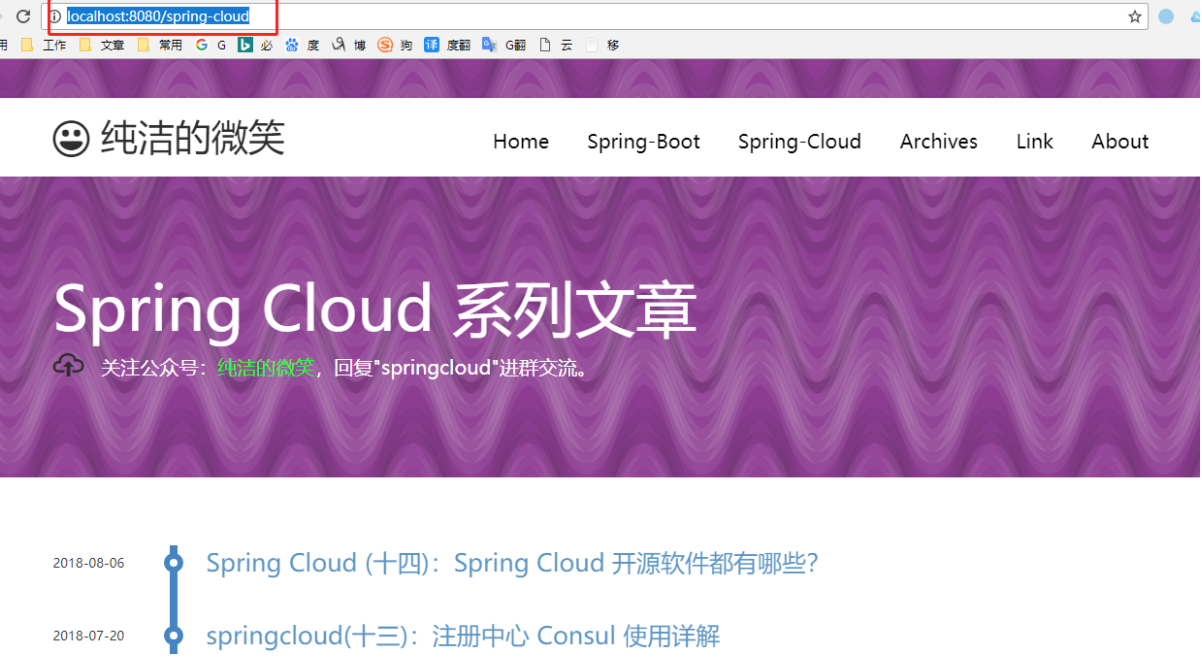 localhost:8080/spring-cloud
用 工作 文章 常用 G 必 度 博 狗 度翻 G翻 云 移
纯洁的微笑 Home Spring-Boot Spring-Cloud Archives Link About
Spring Cloud 系列文章
关注公众号：纯洁的微笑，回复"springcloud"进群交流。
2018-08-06 Spring Cloud (十四)：Spring Cloud 开源软件都有哪些？
2018-07-20 springcloud(十三)：注册中心 Consul 使用详解